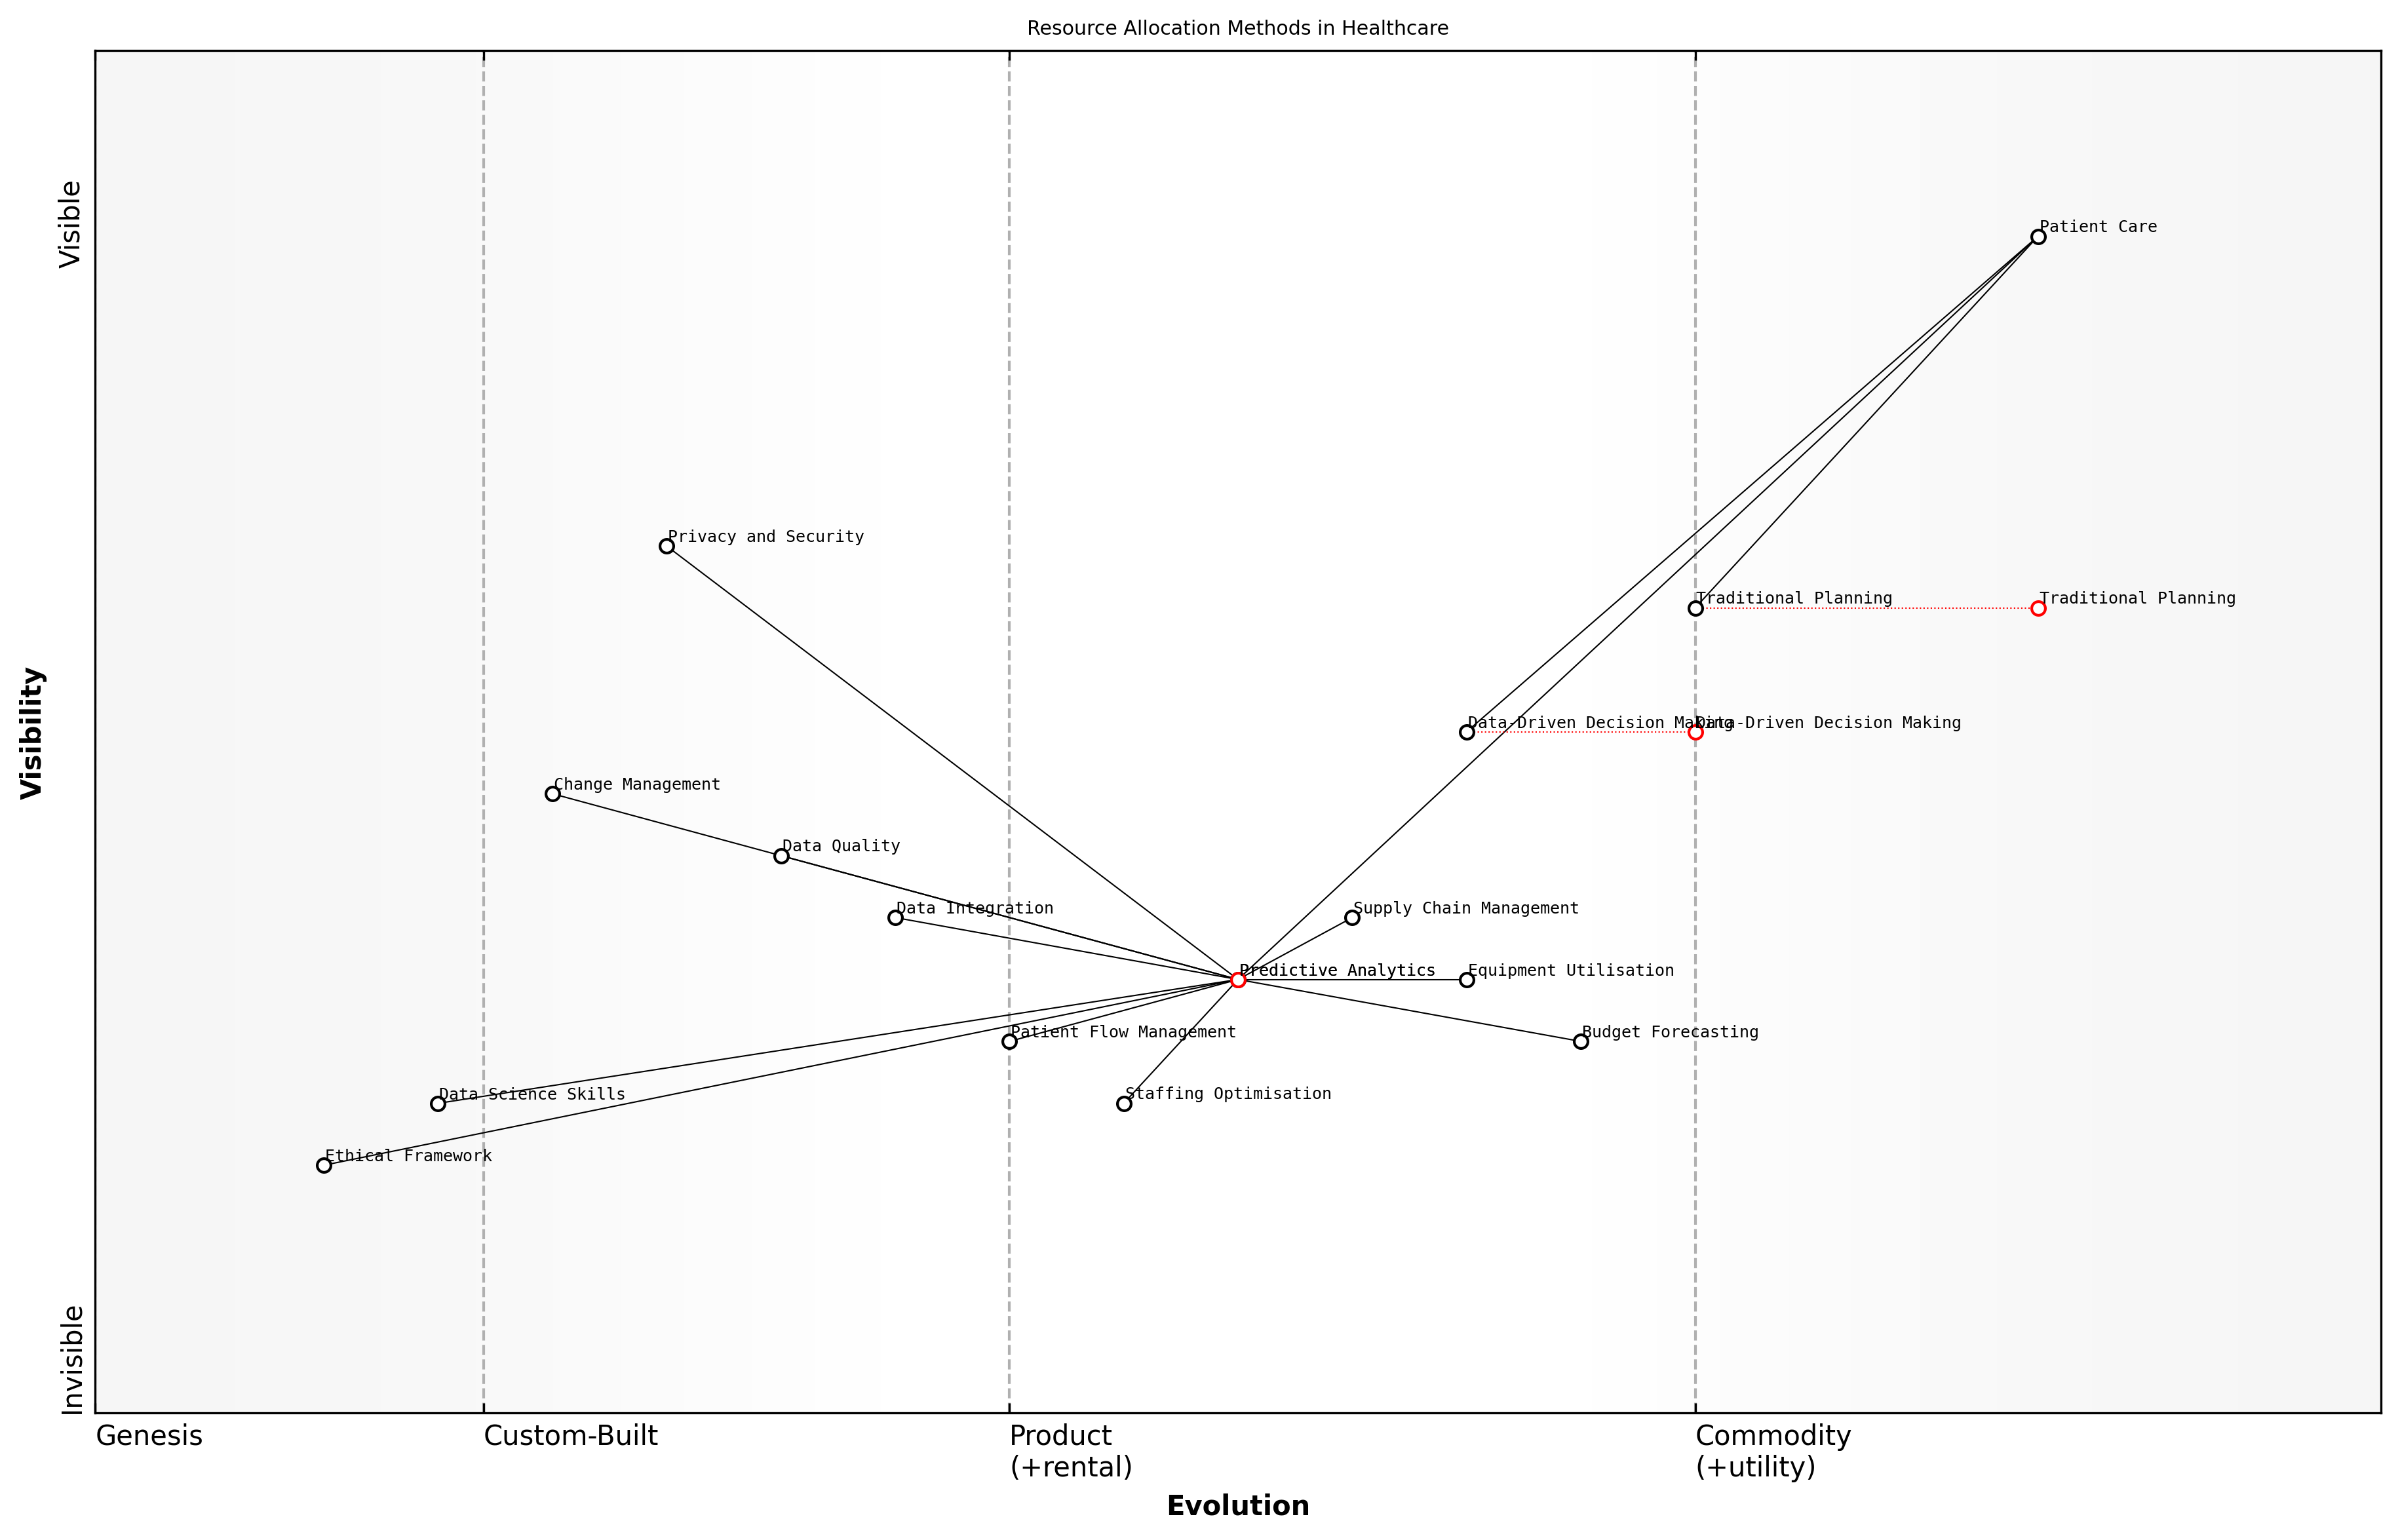 Resource Allocation Methods in Healthcare
Visible
Patient Care
Privacy and Security
Traditional Planning
Traditional Planning
Data-Driven Decision Making
Data-Driven Decision Making
Visibility
Change Management
Data Quality
Data Integration
Supply Chain Management
Predictive Analytics
Equipment Utilisation
Patient Flow Management
Budget Forecasting
Data Science Skills
Staffing Optimisation
Ethical Framework
Invisible
Genesis
Custom-Built
Product
(+rental)
Commodity
(+utility)
Evolution